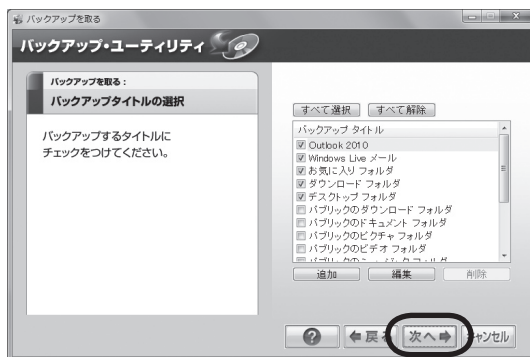 バックアップを取る
バックアップ・ユーティリティ
バックアップを取る：
バックアップタイトルの選択
バックアップするタイトルに
チェックをつけてください。
すべて選択 すべて解除
バックアップ タイトル
Outlook 2010
Windows Live メール
お気に入り フォルダ
ダウンロード フォルダ
デスクトップ フォルダ
パブリックのダウンロード フォルダ
パブリックのドキュメント フォルダ
パブリックのピクチャ フォルダ
パブリックのビデオ フォルダ
追加 編集 削除
次へ
キャンセル